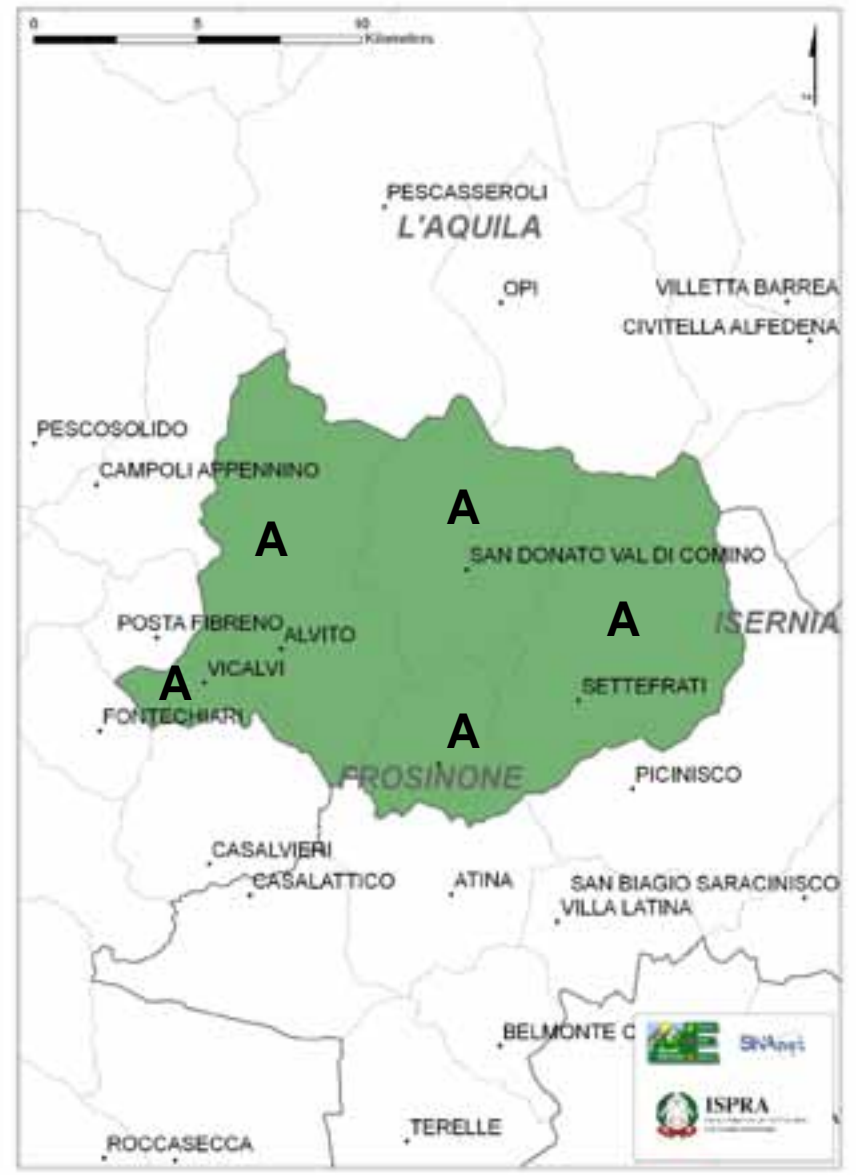 0 5 10
Kilometers
PESCASSEROLI
L'AQUILA
OPI
VILLETTA BARREA
CIVITELLA ALFEDENA
PESCOSOLIDO
CAMPOLI APPENNINO
A
A
SAN DONATO VAL DI COMINO
A
ISERNIA
POSTA FIBRENO
ALVITO
VICALVI
A
SETTEFRATI
FONTECHIARI
A
FROSINONE
PICINISCO
CASALVIERI
CASALATTICO
ATINA
SAN BIAGIO SARACINISCO
VILLA LATINA
BELMONTE C
SINAnet
ISPRA
TERELLE
ROCCASECCA